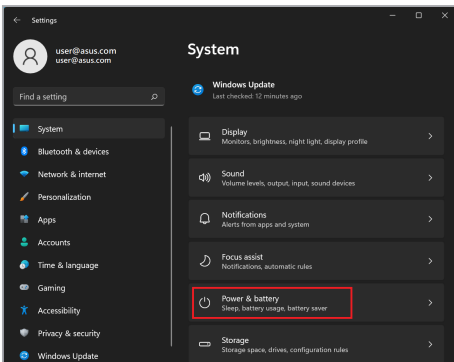 Settings
user@asus.com
user@asus.com
Find a setting
System
Bluetooth & devices
Network & internet
Personalization
Apps
Accounts
Time & language
Gaming
Accessibility
Privacy & security
Windows Update
System
Windows Update
Last checked: 12 minutes ago
Display
Monitors, brightness, night light, display profile
Sound
Volume levels, output, input, sound devices
Notifications
Alerts from apps and system
Focus assist
Notifications, automatic rules
Power & battery
Sleep, battery usage, battery saver
Storage
Storage space, drives, configuration rules